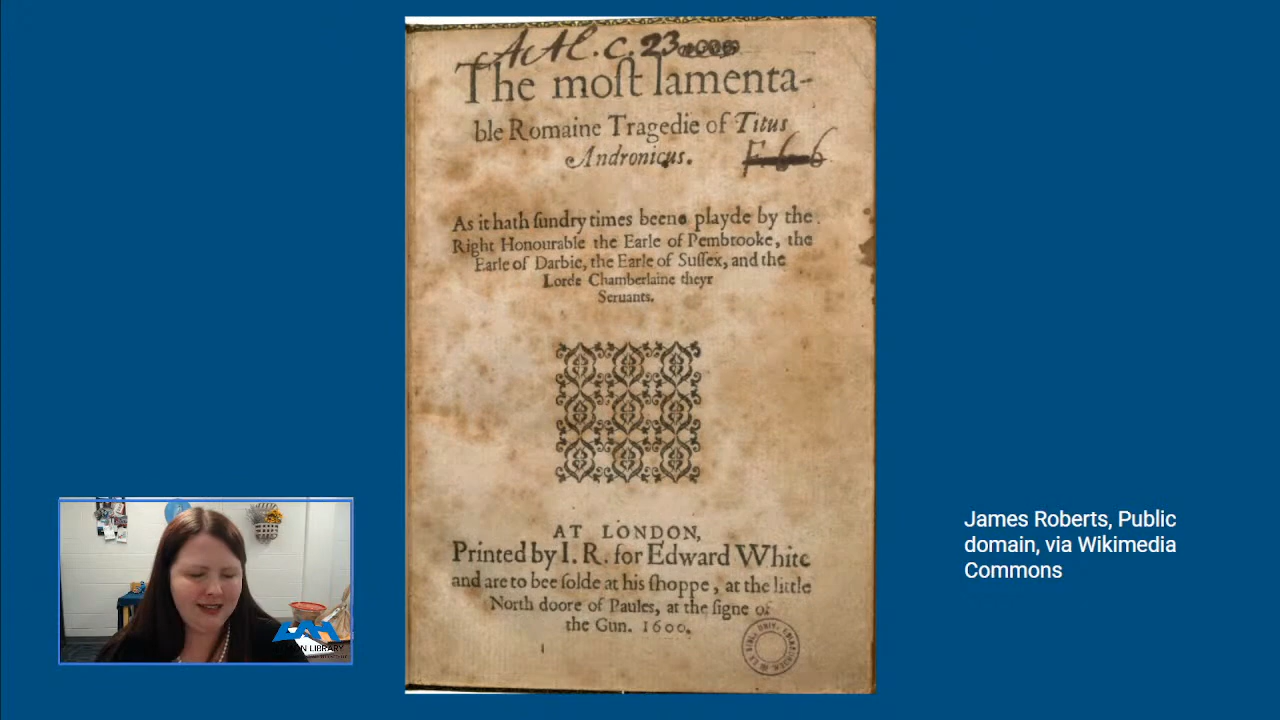 The moſt lamenta-
ble Romaine Tragedie of Titus
Andronicus.
As it hath ſundry times beene playde by the
Right Honourable the Earle of Pembrooke, the
Earle of Darbie, the Earle of Suſſex, and the
Lorde Chamberlaine theyr
Seruants.
AT LONDON,
Printed by I. R. for Edward White
and are to bee ſolde at his ſhoppe, at the little
North doore of Paules, at the ſigne of
the Gun. 1600.
James Roberts, Public
domain, via Wikimedia
Commons
LIBRARY